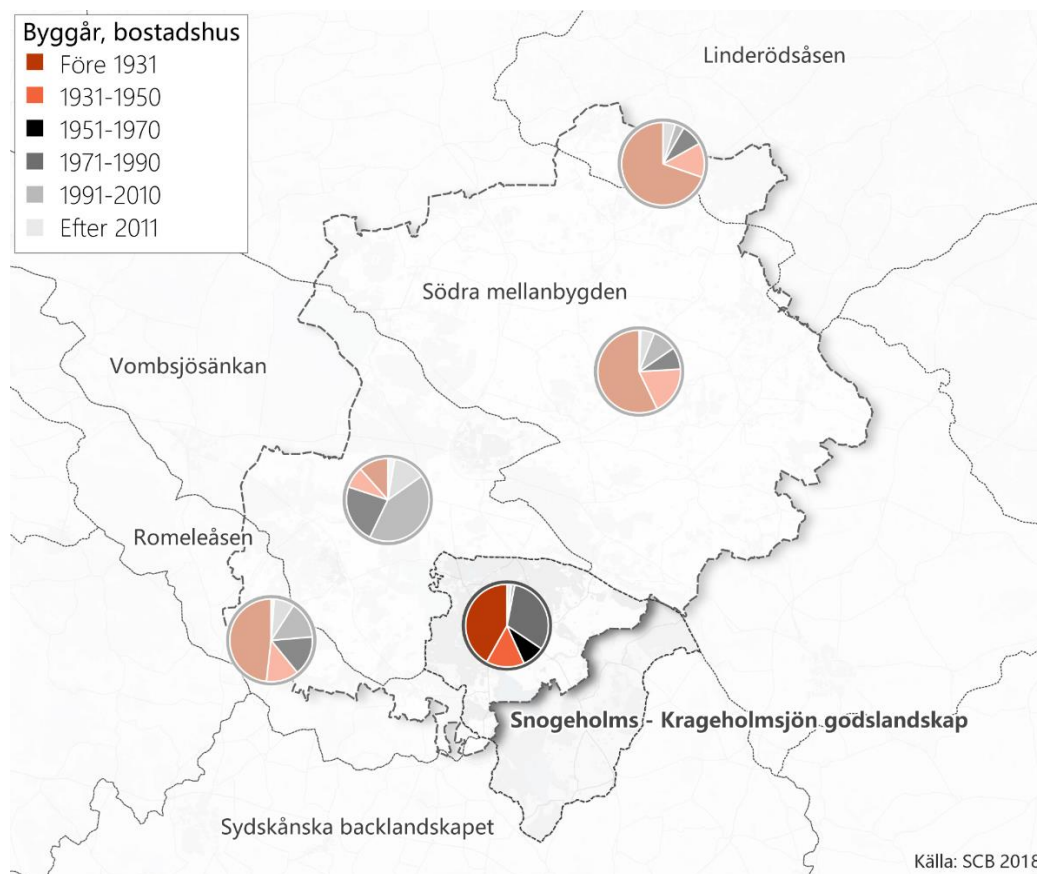 Byggår, bostadshus
Före 1931
1931-1950
1951-1970
1971-1990
1991-2010
Efter 2011
Linderödsåsen
Södra mellanbygden
Vombsjösänkan
Romeleåsen
Snogeholms - Krageholmsjön godslandskap
Sydskånska backlandskapet
Källa: SCB 2018